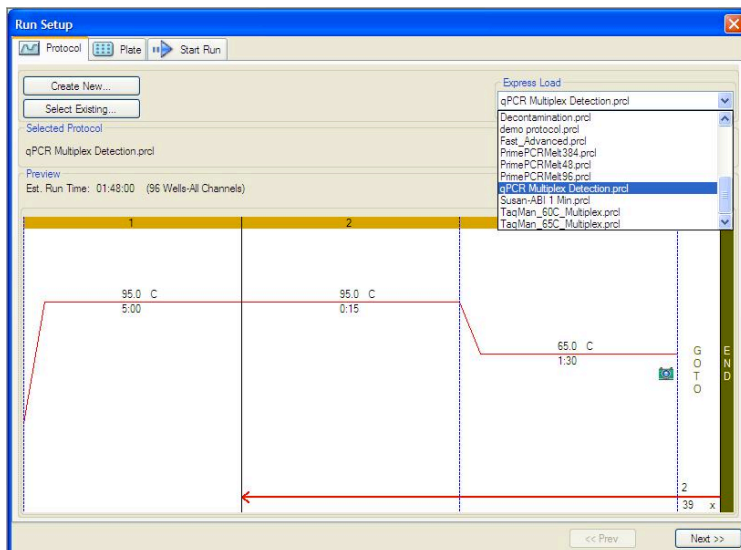 Run Setup
Protocol
Plate
Start Run
Create New...
Select Existing...
Express Load
qPCR Multiplex Detection.prcl
Decontamination.prcl
demo protocol.prcl
Fast_Advanced.prcl
PrimePCRMelt384.prcl
PrimePCRMelt48.prcl
PrimePCRMelt96.prcl
qPCR Multiplex Detection.prcl
Susan-ABI 1 Min.prcl
TaqMan_60C_Multiplex.prcl
TaqMan_65C_Multiplex.prcl
Selected Protocol
qPCR Multiplex Detection.prcl
Preview
Est. Run Time: 01:48:00 (96 Wells-All Channels)
1
2
95.0 C
5:00
95.0 C
0:15
65.0 C
1:30
GOTO
END
2
39 x
<< Prev
Next >>